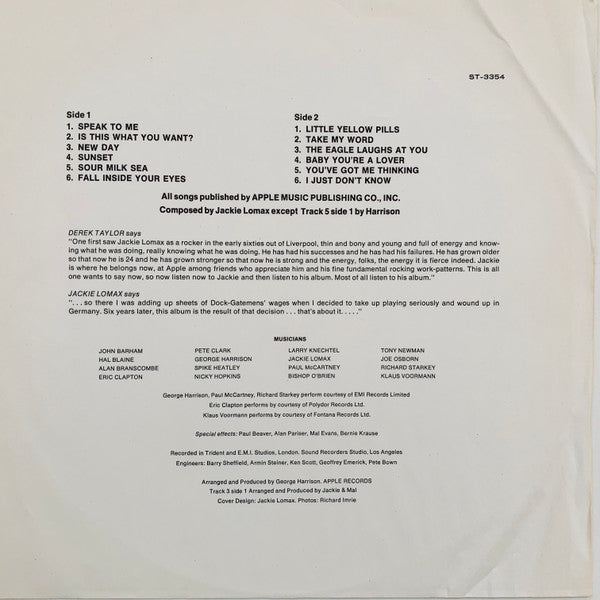 ST-3354
Side 1
1. SPEAK TO ME
2. IS THIS WHAT YOU WANT?
3. NEW DAY
4. SUNSET
5. SOUR MILK SEA
6. FALL INSIDE YOUR EYES
Side 2
1. LITTLE YELLOW PILLS
2. TAKE MY WORD
3. THE EAGLE LAUGHS AT YOU
4. BABY YOU'RE A LOVER
5. YOU'VE GOT ME THINKING
6. I JUST DON'T KNOW
All songs published by APPLE MUSIC PUBLISHING CO., INC.
Composed by Jackie Lomax except Track 5 side 1 by Harrison
DEREK TAYLOR says
"One first saw Jackie Lomax as a rocker in the early sixties out of Liverpool, thin and bony and young and full of energy and know-
ing what he was doing, really knowing what he was doing. He has had his successes and he has had his failures. He has grown older
so that now he is 24 and he has grown stronger so that now he is strong and the energy, folks, the energy it is fierce indeed. Jackie
is where he belongs now, at Apple among friends who appreciate him and his fine fundamental rocking work-patterns. This is all
one wants to say now, so now listen now to Jackie and then listen to his album. Most of all listen to his album."
JACKIE LOMAX says
". . . so there I was adding up sheets of Dock-Gatemens' wages when I decided to take up playing seriously and wound up in
Germany. Six years later, this album is the result of that decision . . . that's about it . . . . ."
MUSICIANS
JOHN BARHAM PETE CLARK LARRY KNECHTEL TONY NEWMAN
HAL BLAINE GEORGE HARRISON JACKIE LOMAX JOE OSBORN
ALAN BRANSCOMBE SPIKE HEATLEY PAUL McCARTNEY RICHARD STARKEY
ERIC CLAPTON NICKY HOPKINS BISHOP O'BRIEN KLAUS VOORMANN
George Harrison, Paul McCartney, Richard Starkey perform courtesy of EMI Records Limited
Eric Clapton performs by courtesy of Polydor Records Ltd.
Klaus Voormann performs by courtesy of Fontana Records Ltd.
Special effects: Paul Beaver, Alan Pariser, Mal Evans, Bernie Krause
Recorded in Trident and E.M.I. Studios, London. Sound Recorders Studio, Los Angeles
Engineers: Barry Sheffield, Armin Steiner, Ken Scott, Geoffrey Emerick, Pete Bown
Arranged and Produced by George Harrison. APPLE RECORDS
Track 3 side 1 Arranged and Produced by Jackie & Mal
Cover Design: Jackie Lomax. Photos: Richard Imrie